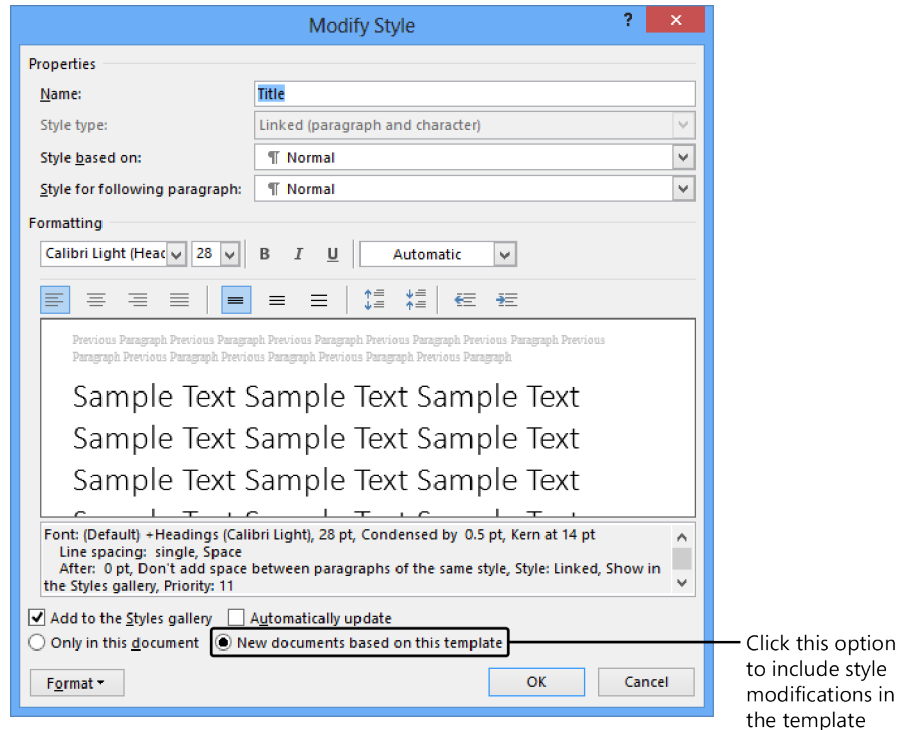 Modify Style
?
Properties
Name:
Title
Style type:
Linked (paragraph and character)
Style based on:
¶ Normal
Style for following paragraph:
¶ Normal
Formatting
Calibri Light (Head
28
B I U
Automatic
Previous Paragraph Previous Paragraph Previous Paragraph Previous Paragraph Previous Paragraph Previous
Paragraph Previous Paragraph Previous Paragraph Previous Paragraph Previous Paragraph
Sample Text Sample Text Sample Text
Sample Text Sample Text Sample Text
Sample Text Sample Text Sample Text
Font: (Default) +Headings (Calibri Light), 28 pt, Condensed by 0.5 pt, Kern at 14 pt
Line spacing: single, Space
After: 0 pt, Don't add space between paragraphs of the same style, Style: Linked, Show in
the Styles gallery, Priority: 11
Add to the Styles gallery
Automatically update
Only in this document
New documents based on this template
Format
OK
Cancel
Click this option
to include style
modifications in
the template